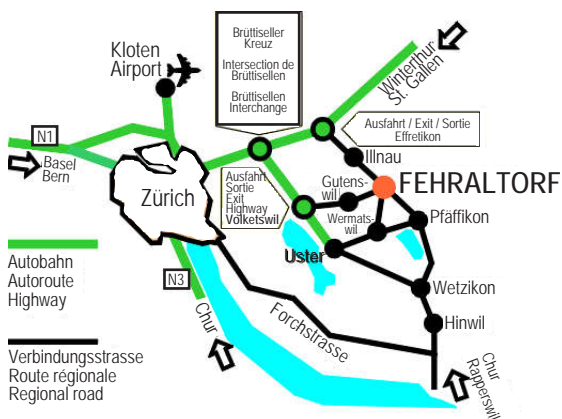 Brüttiseller
Kreuz
Intersection de
Brüttisellen
Brüttisellen
Interchange
Kloten
Airport
Winterthur
St. Gallen
Ausfahrt / Exit / Sortie
Effretikon
N1
Basel
Bern
Illnau
FEHRALTORF
Zürich
Ausfahrt
Sortie
Exit
Highway
Volketswil
Gutens-
wil
Wermats-
wil
Pfäffikon
Uster
Autobahn
Autoroute
Highway
N3
Chur
Forchstrasse
Wetzikon
Hinwil
Verbindungsstrasse
Route régionale
Regional road
Chur
Rapperswil